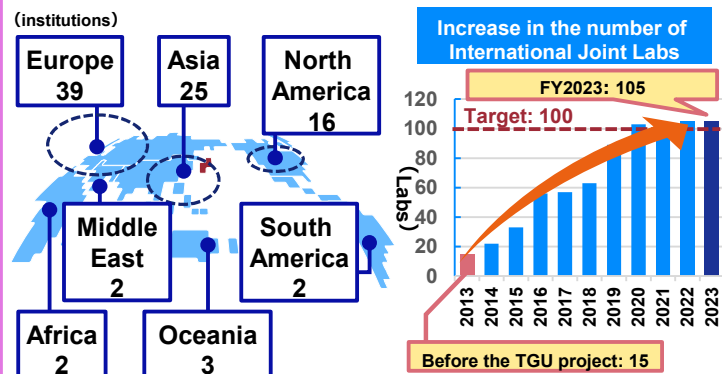 (institutions)
Europe
39
Asia
25
North
America
16
Middle
East
2
South
America
2
Africa
2
Oceania
3
Increase in the number of
International Joint Labs
FY2023: 105
Target: 100
(Labs)
120
100
80
60
40
20
0
2013
2014
2015
2016
2017
2018
2019
2020
2021
2022
2023
Before the TGU project: 15